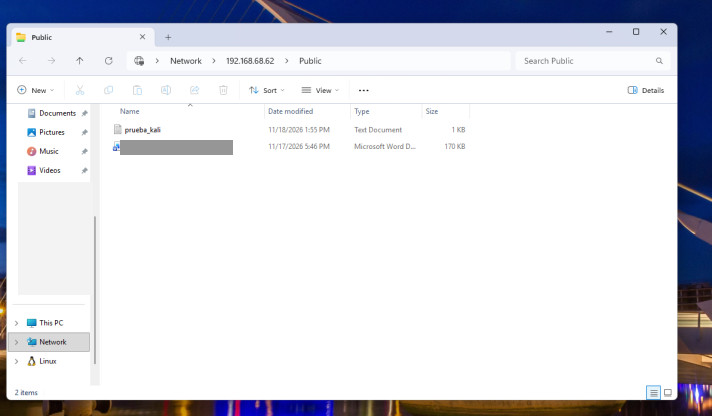 Public
Network > 192.168.68.62 > Public
Search Public
New
Sort
View
Details
Name
Date modified
Type
Size
Documents
Pictures
Music
Videos
prueba_kali
11/18/2026 1:55 PM
Text Document
1 KB
11/17/2026 5:46 PM
Microsoft Word D...
170 KB
This PC
Network
Linux
2 items